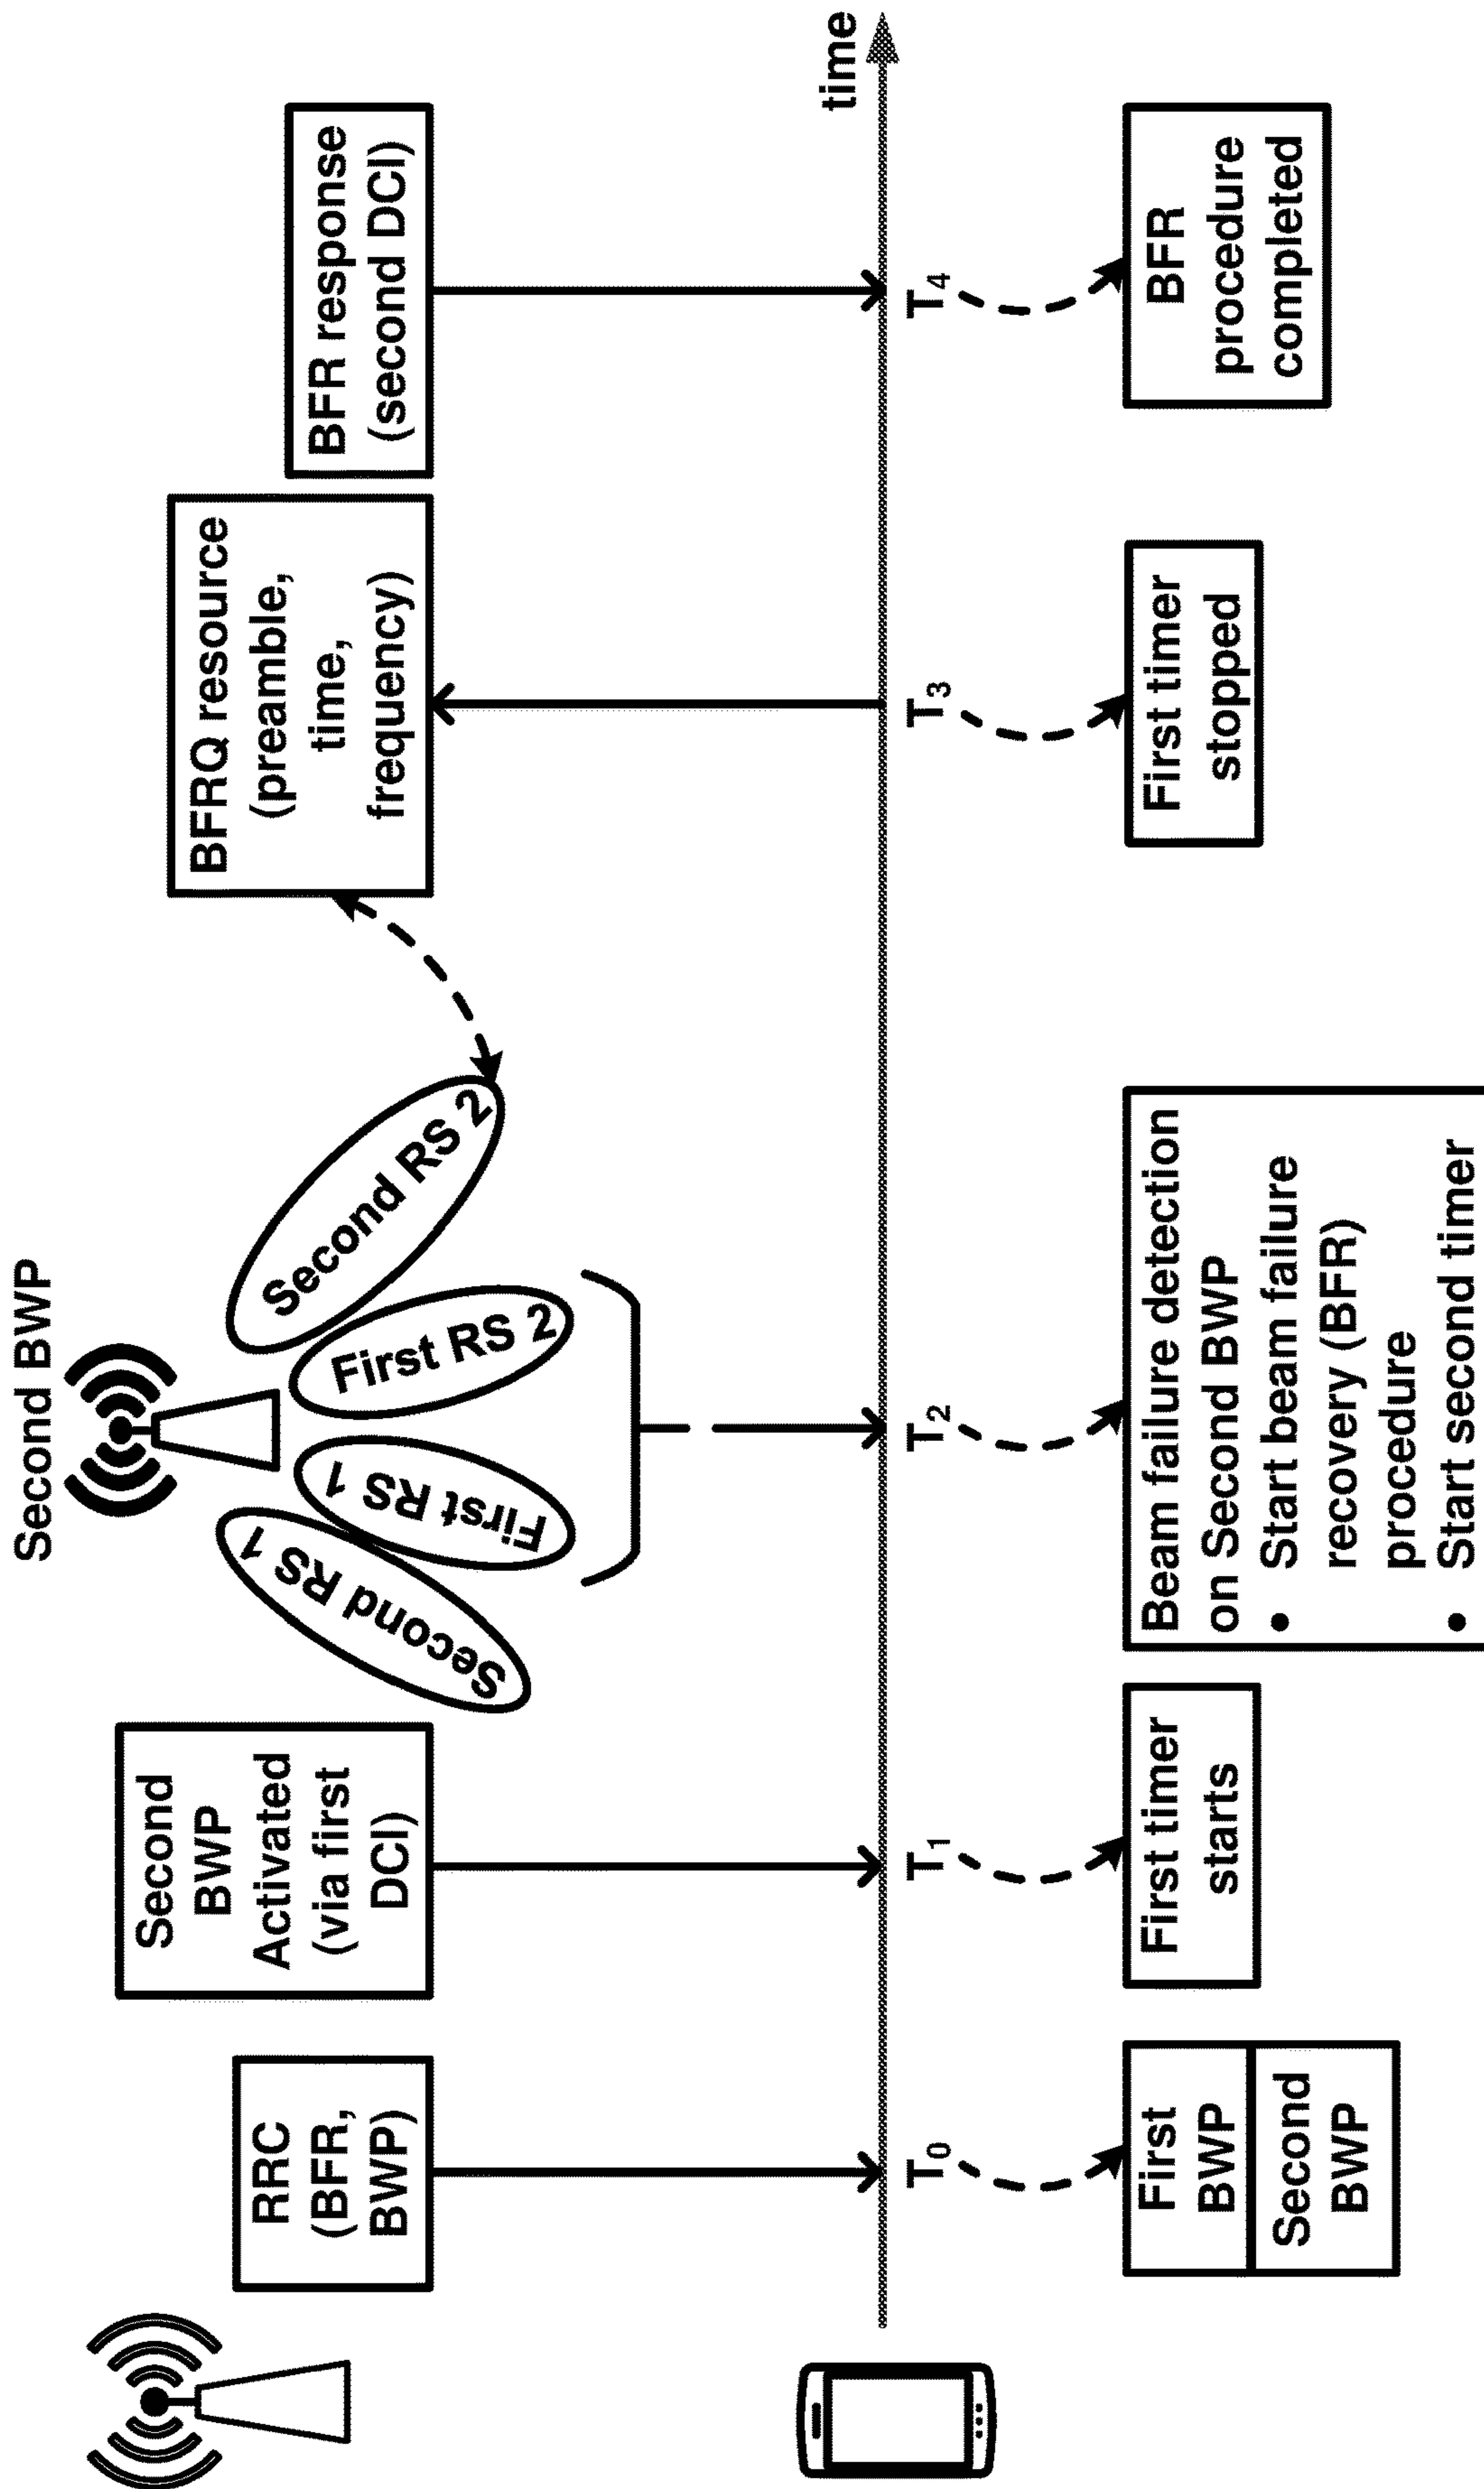 Second BWP
RRC
(BFR,
BWP)
Second
BWP
Activated
(via first
DCI)
Second RS 1
First RS 1
First RS 2
Second RS 2
BFRQ resource
(preamble,
time,
frequency)
BFR response
(second DCI)
time
T0
T1
T2
T3
T4
First
BWP
Second
BWP
First timer
starts
Beam failure detection
on Second BWP
• Start beam failure
recovery (BFR)
procedure
• Start second timer
First timer
stopped
BFR
procedure
completed